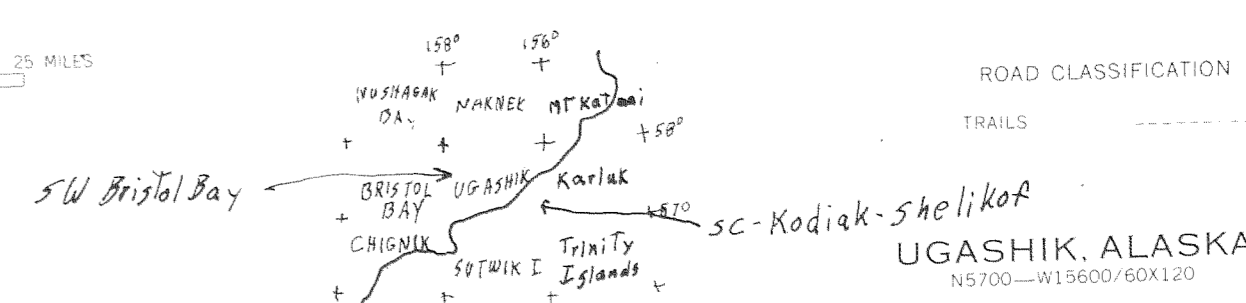 25 MILES
158° 156°
NUSHAGAK BAY NAKNEK MT Katmai
58°
ROAD CLASSIFICATION
TRAILS
SW Bristol Bay
BRISTOL BAY UGASHIK Karluk
57°
SC-Kodiak-Shelikof
CHIGNIK SUTWIK I Trinity Islands
UGASHIK, ALASKA
N5700—W15600/60X120